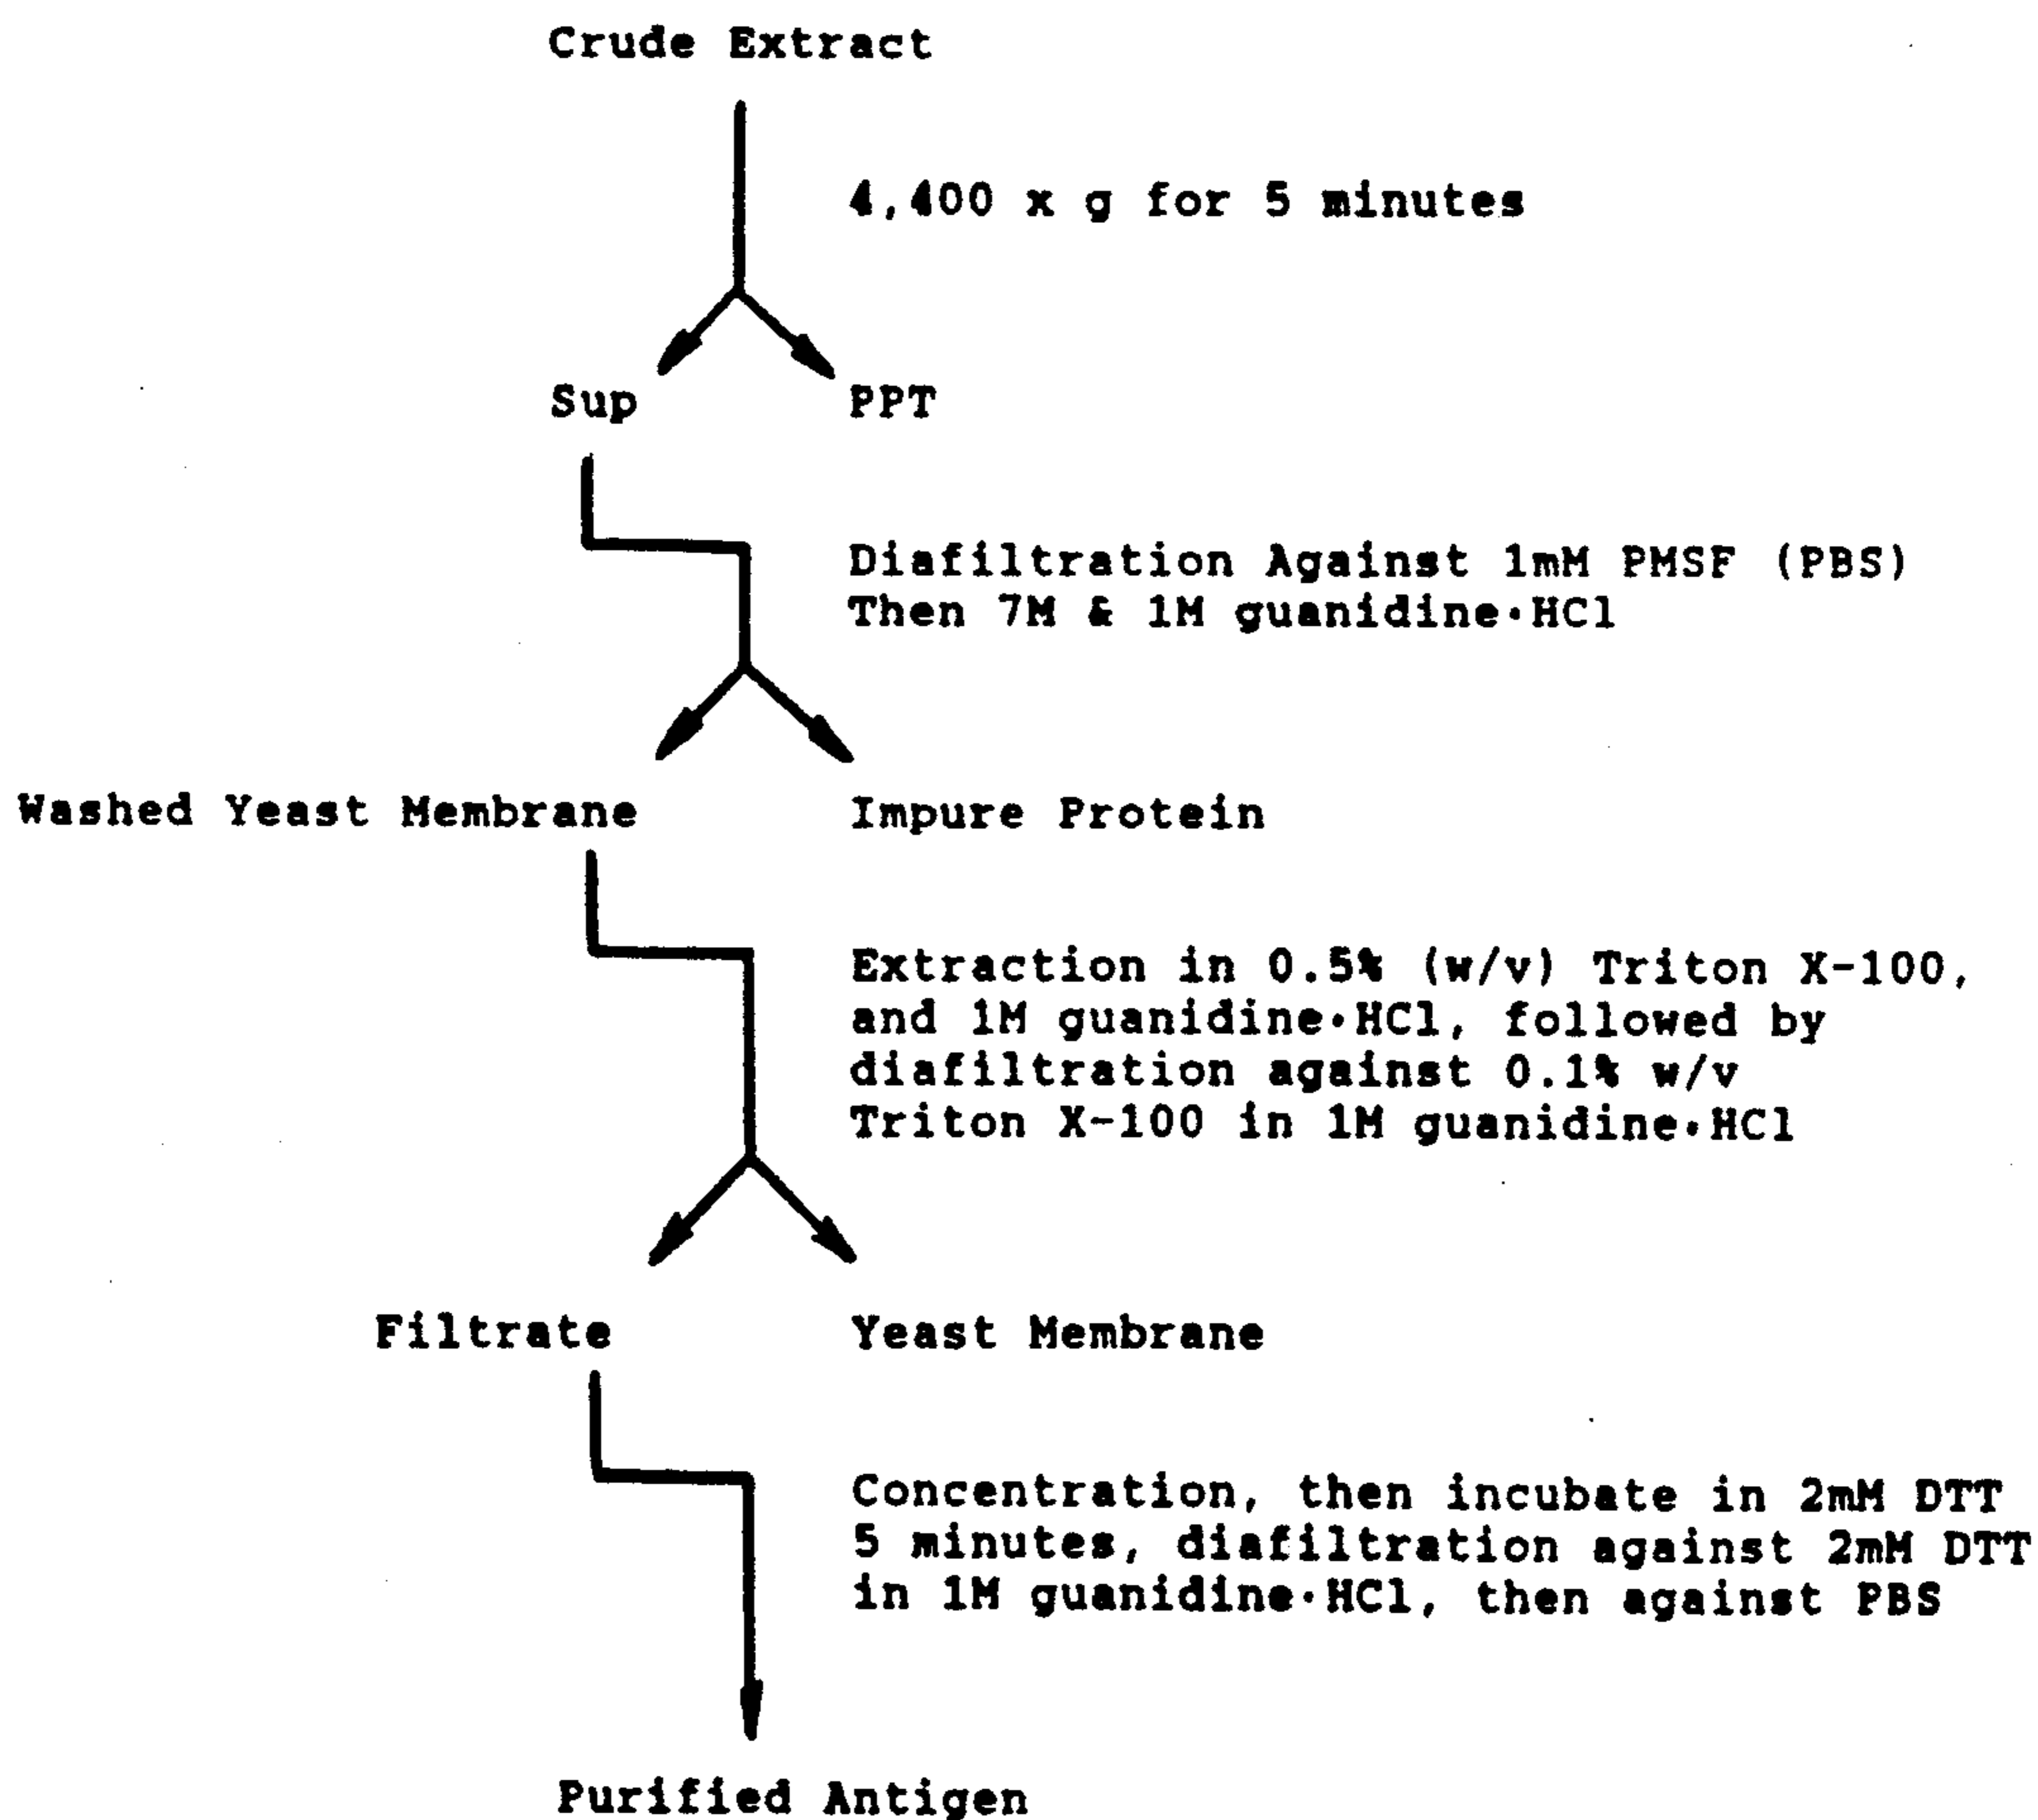 Crude Extract
4,400 x g for 5 minutes
Sup
PPT
Diafiltration Against 1mM PMSF (PBS)
Then 7M & 1M guanidine·HCl
Washed Yeast Membrane
Impure Protein
Extraction in 0.5% (w/v) Triton X-100,
and 1M guanidine·HCl, followed by
diafiltration against 0.1% w/v
Triton X-100 in 1M guanidine·HCl
Filtrate
Yeast Membrane
Concentration, then incubate in 2mM DTT
5 minutes, diafiltration against 2mM DTT
in 1M guanidine·HCl, then against PBS
Purified Antigen